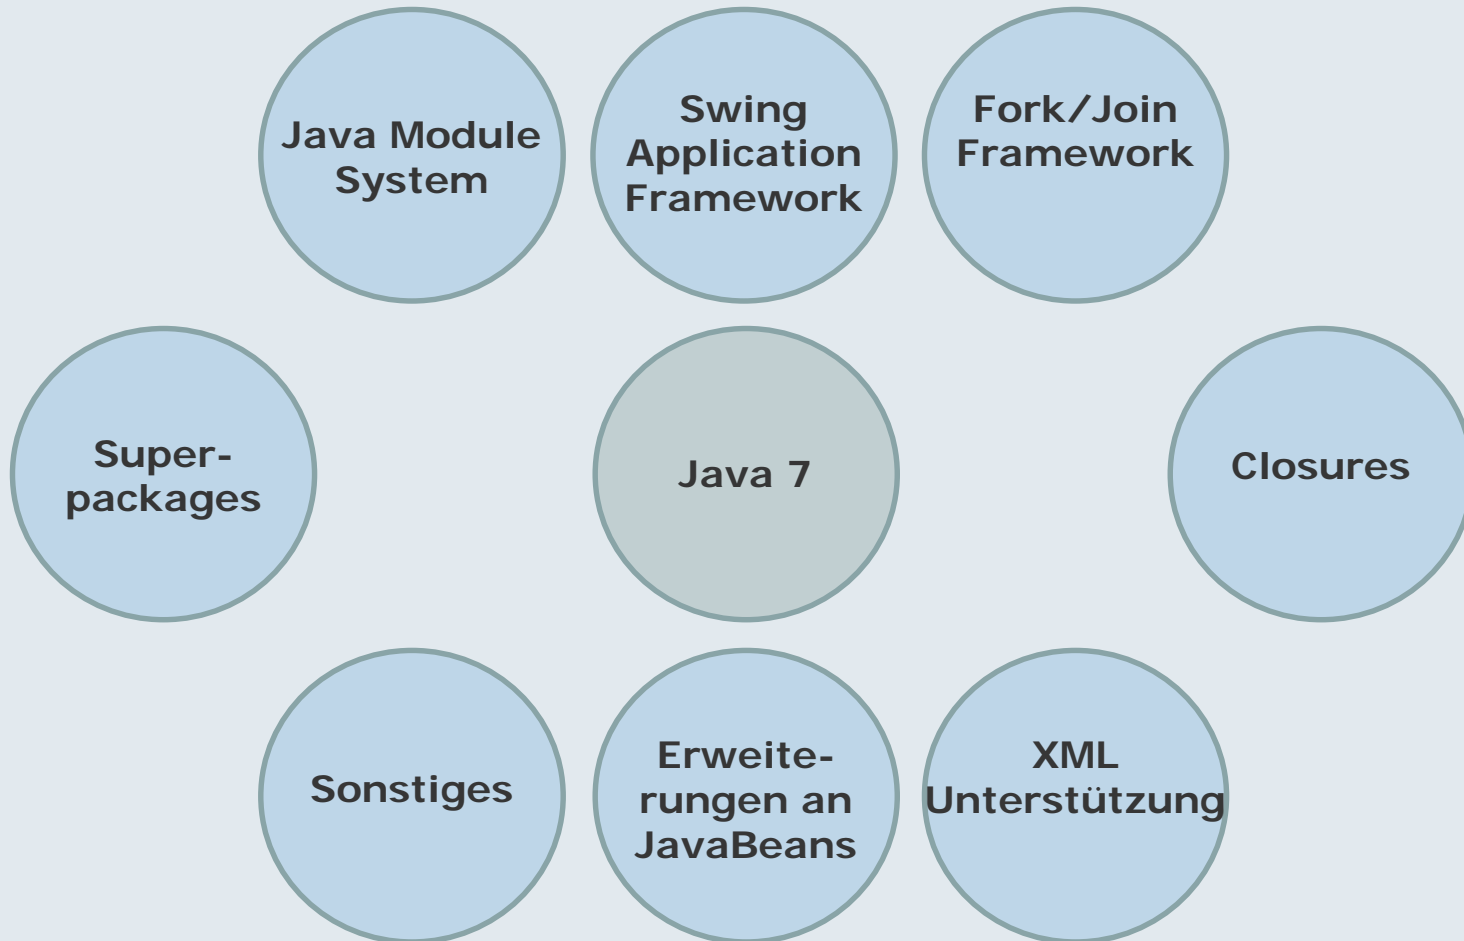 Java Module
System
Swing
Application
Framework
Fork/Join
Framework
Super-
packages
Java 7
Closures
Sonstiges
Erweite-
rungen an
JavaBeans
XML
Unterstützung